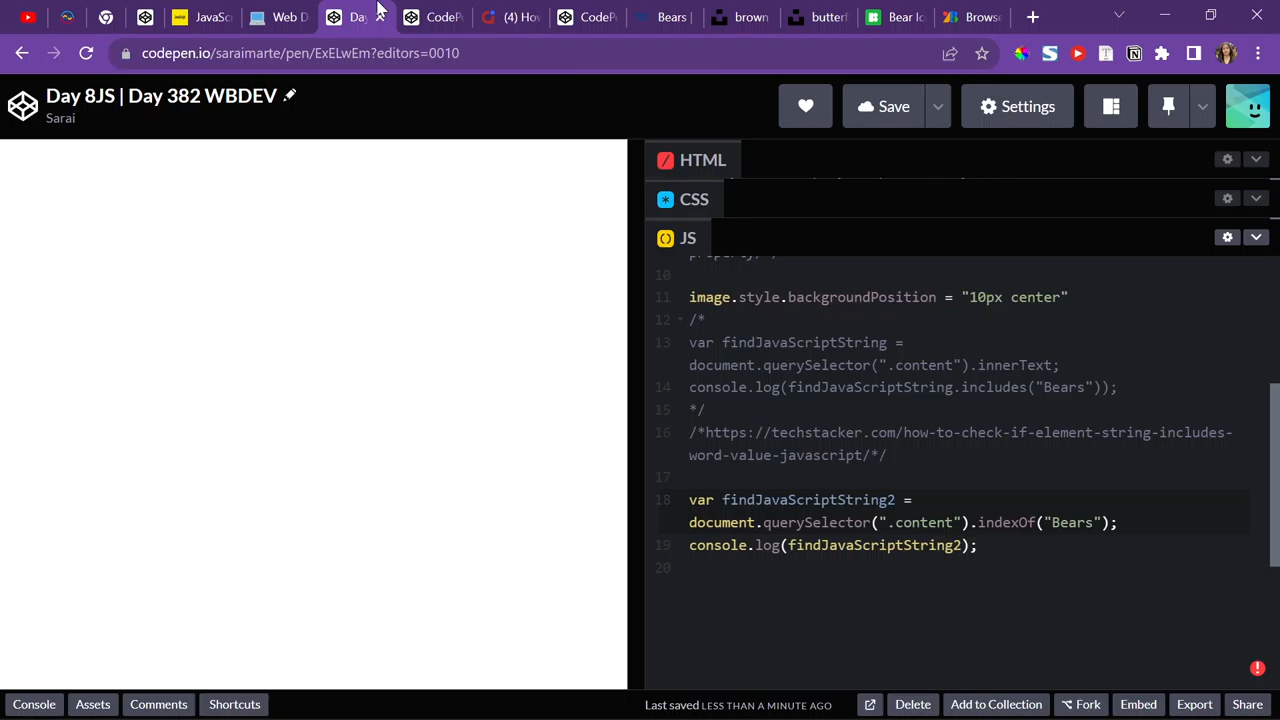 JavaSc
Web D
Day
CodePe
(4) How
CodePe
Bears |
brown
butterf
Bear Ic
Browse
codepen.io/saraimarte/pen/ExELwEm?editors=0010
Day 8JS | Day 382 WBDEV
Sarai
Save
Settings
HTML
CSS
JS
10
11 image.style.backgroundPosition = "10px center"
12 /*
13 var findJavaScriptString =
document.querySelector(".content").innerText;
14 console.log(findJavaScriptString.includes("Bears"));
15 */
16 /*https://techstacker.com/how-to-check-if-element-string-includes-
word-value-javascript/*/
17
18 var findJavaScriptString2 =
document.querySelector(".content").indexOf("Bears");
19 console.log(findJavaScriptString2);
20
Console
Assets
Comments
Shortcuts
Last saved LESS THAN A MINUTE AGO
Delete
Add to Collection
Fork
Embed
Export
Share